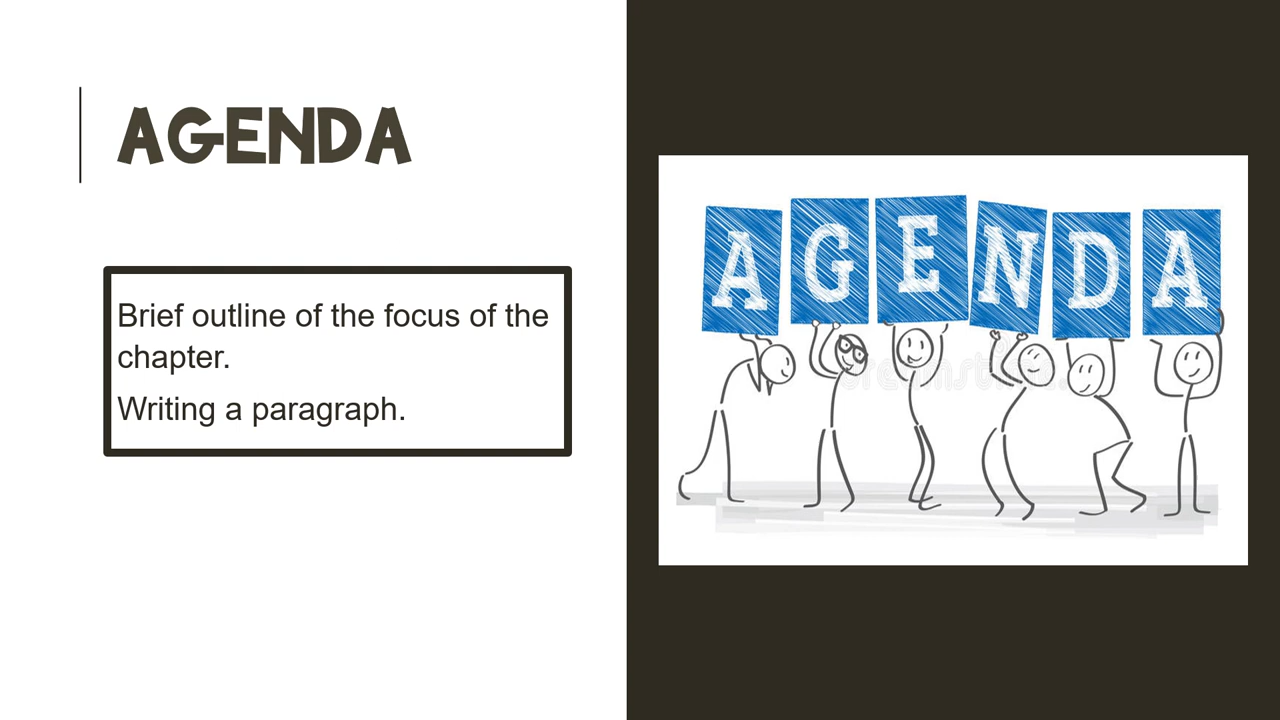 AGENDA
Brief outline of the focus of the
chapter.
Writing a paragraph.
AGENDA